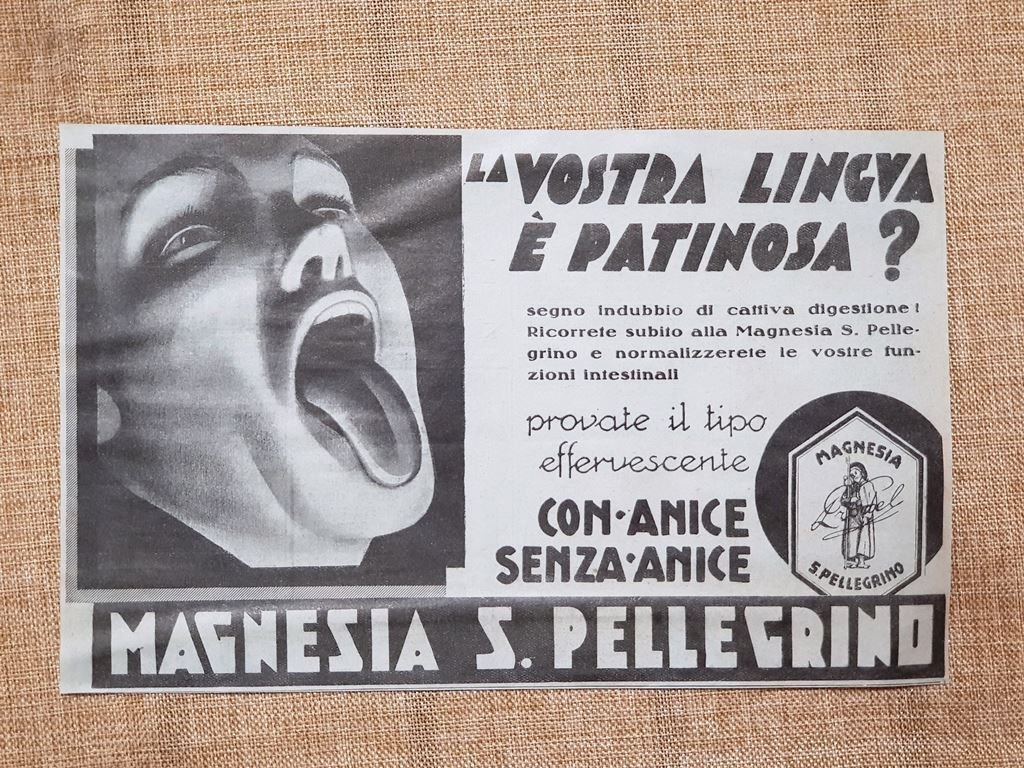 LA VOSTRA LINGVA
È PATINOSA?
segno indubbio di cattiva digestione!
Ricorrete subito alla Magnesia S. Pelle-
grino e normalizzerete le vostre fun-
zioni intestinali
provate il tipo
effervescente
CON·ANICE
SENZA·ANICE
MAGNESIA
S.PELLEGRINO
MAGNESIA S. PELLEGRINO